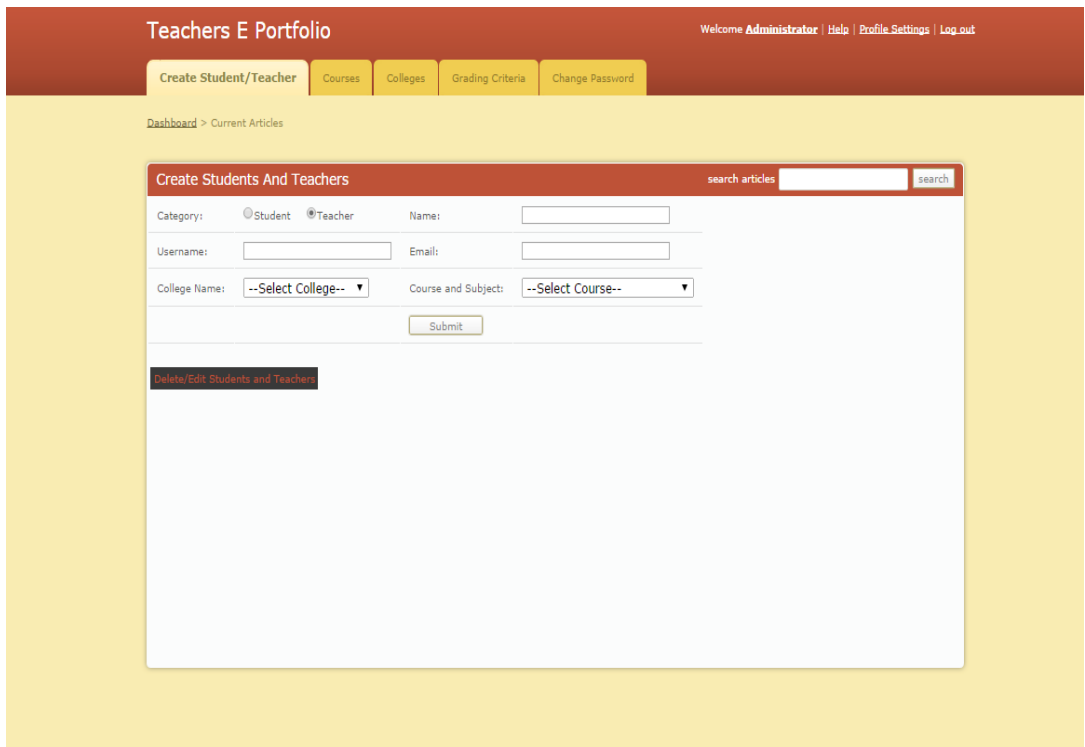 Teachers E Portfolio
Welcome Administrator | Help | Profile Settings | Log out
Create Student/Teacher Courses Colleges Grading Criteria Change Password
Dashboard > Current Articles
Create Students And Teachers search articles search
Category: Student Teacher Name:
Username: Email:
College Name: --Select College-- Course and Subject: --Select Course--
Submit
Delete/Edit Students and Teachers